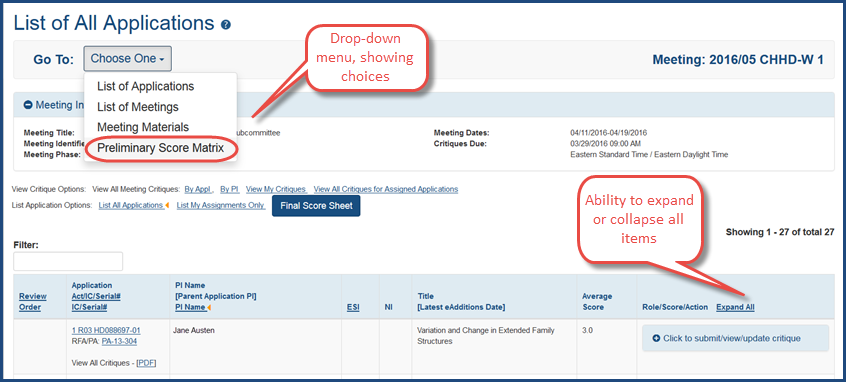 List of All Applications ?
Go To: Choose One
Meeting: 2016/05 CHHD-W 1
Drop-down
menu, showing
choices
List of Applications
List of Meetings
Meeting Materials
Preliminary Score Matrix
Meeting In
Meeting Title: ubcommittee
Meeting Identifie
Meeting Phase:
Meeting Dates: 04/11/2016-04/19/2016
Critiques Due: 03/29/2016 09:00 AM
Eastern Standard Time / Eastern Daylight Time
View Critique Options: View All Meeting Critiques: By Appl , By PI View My Critiques View All Critiques for Assigned Applications
List Application Options: List All Applications List My Assignments Only Final Score Sheet
Ability to expand
or collapse all
items
Showing 1 - 27 of total 27
Filter:
Review
Order
Application
Act/IC/Serial#
IC/Serial#
PI Name
[Parent Application PI]
PI Name
ESI
NI
Title
[Latest eAdditions Date]
Average
Score
Role/Score/Action Expand All
1 R03 HD088697-01
RFA/PA: PA-13-304
View All Critiques - [PDF]
Jane Austen
Variation and Change in Extended Family
Structures
3.0
Click to submit/view/update critique